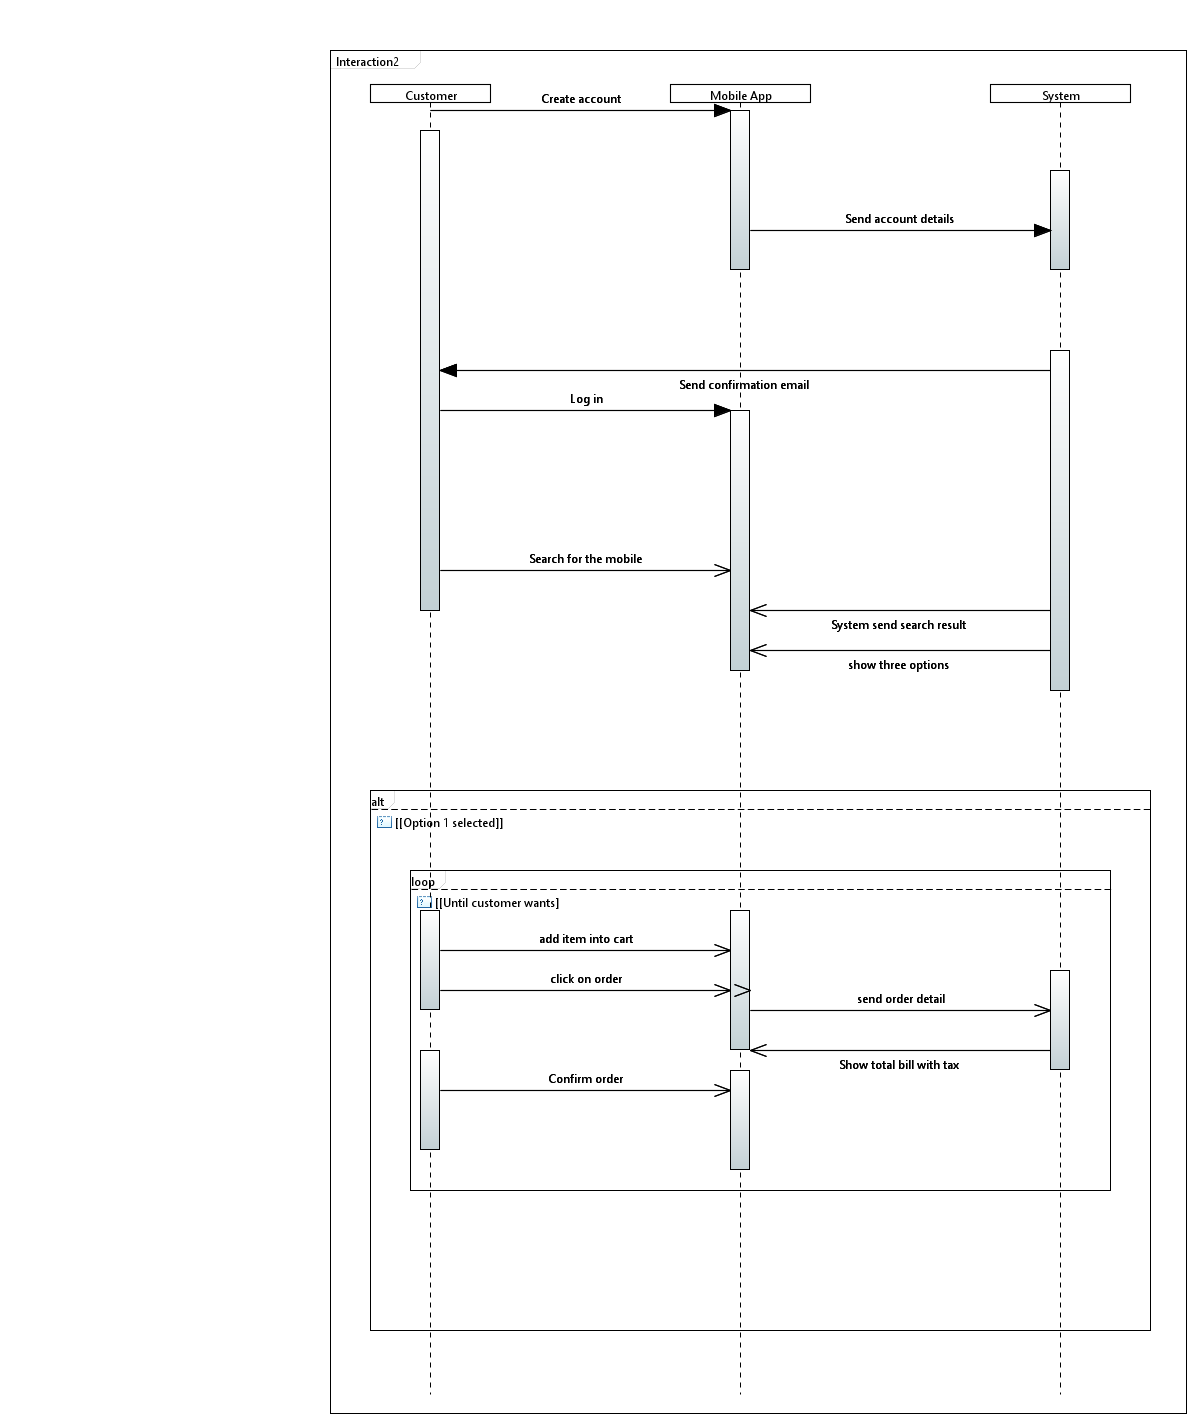 Interaction2
Customer
Mobile App
System
Create account
Send account details
Send confirmation email
Log in
Search for the mobile
System send search result
show three options
alt
[[Option 1 selected]]
loop
[[Until customer wants]
add item into cart
click on order
send order detail
Show total bill with tax
Confirm order